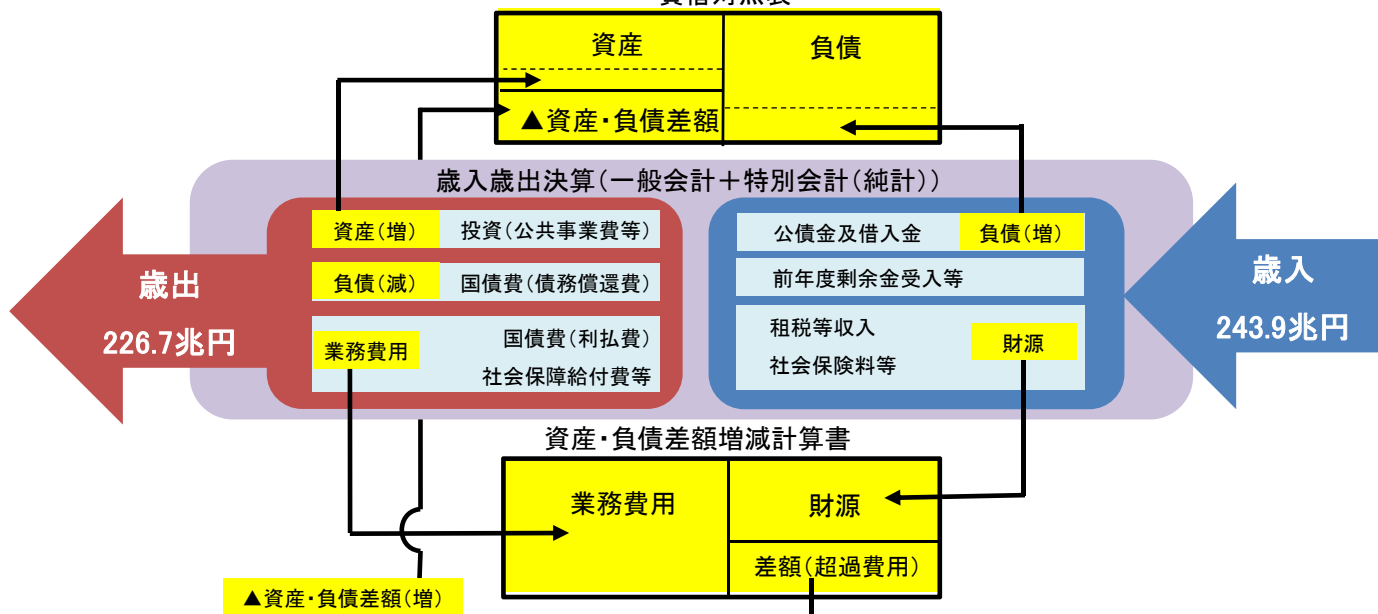 貸借対照表
資産
負債
▲資産・負債差額
歳入歳出決算(一般会計＋特別会計(純計))
資産(増)
投資(公共事業費等)
負債(減)
国債費(債務償還費)
業務費用
国債費(利払費)
社会保障給付費等
公債金及借入金
負債(増)
前年度剰余金受入等
租税等収入
社会保険料等
財源
歳出
226.7兆円
歳入
243.9兆円
資産・負債差額増減計算書
業務費用
財源
差額(超過費用)
▲資産・負債差額(増)